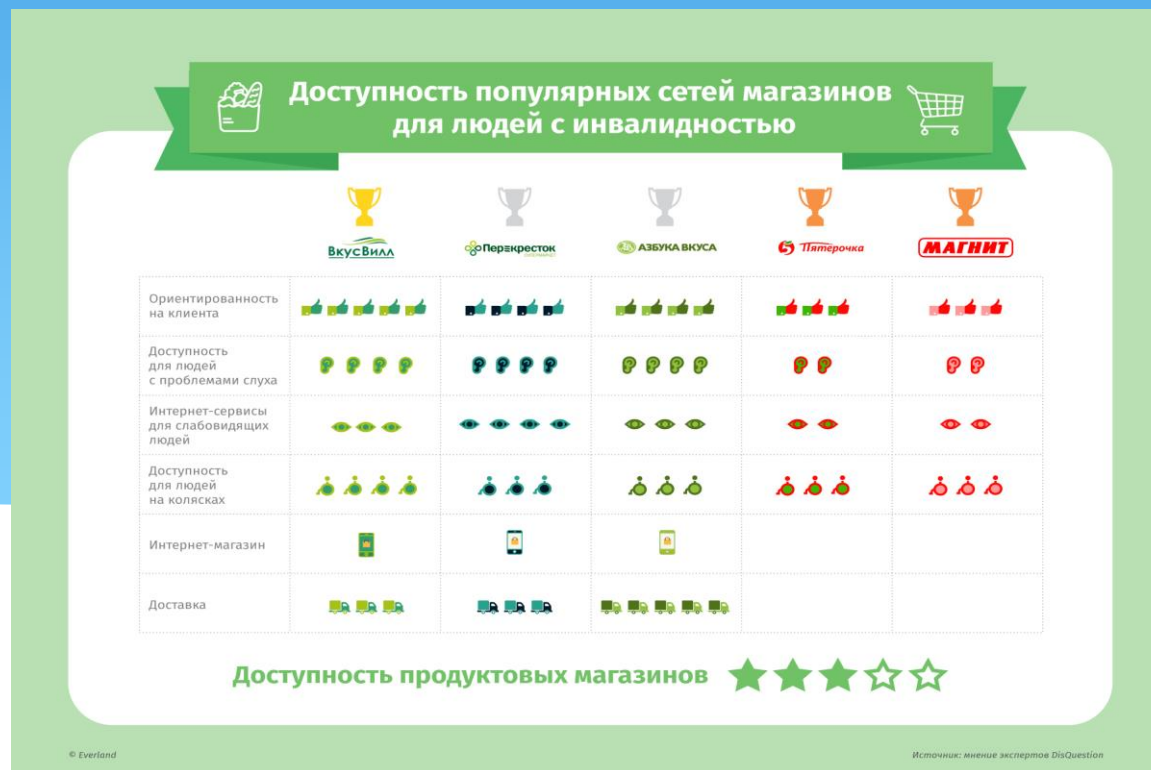 Доступность популярных сетей магазинов
для людей с инвалидностью
ВкусВилл
Перекресток
АЗБУКА ВКУСА
5 Пятёрочка
МАГНИТ
Ориентированность
на клиента
Доступность
для людей
с проблемами слуха
Интернет-сервисы
для слабовидящих
людей
Доступность
для людей
на колясках
Интернет-магазин
Доставка
Доступность продуктовых магазинов
© Everland
Источник: мнение экспертов DisQuestion